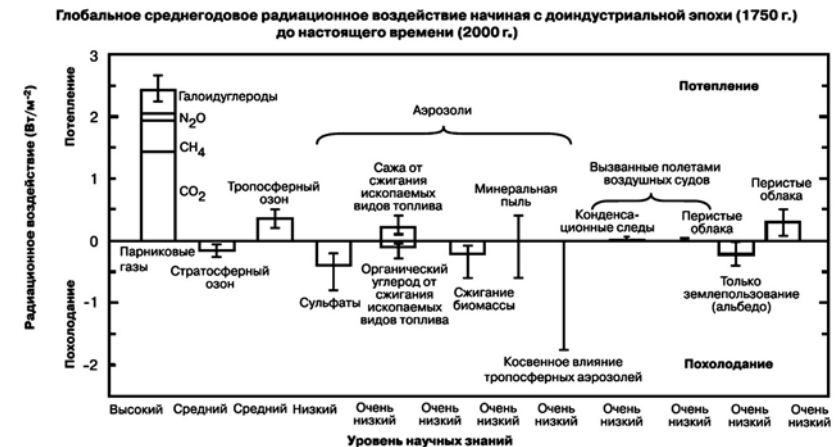 Глобальное среднегодовое радиационное воздействие начиная с доиндустриальной эпохи (1750 г.)
до настоящего времени (2000 г.)
Радиационное воздействие (Вт/м⁻²)
Потепление
Похолодание
3
2
1
0
-1
-2
Потепление
Галоидуглероды
N₂O
CH₄
CO₂
Парниковые
газы
Стратосферный
озон
Тропосферный
озон
Аэрозоли
Сульфаты
Сажа от
сжигания
ископаемых
видов топлива
Органический
углерод от
сжигания
ископаемых
видов топлива
Сжигание
биомассы
Минеральная
пыль
Косвенное влияние
тропосферных аэрозолей
Вызванные полетами
воздушных судов
Конденса-
ционные следы
Перистые
облака
Только
землепользование
(альбедо)
Перистые
облака
Похолодание
Высокий Средний Средний Низкий Очень низкий Очень низкий Очень низкий Очень низкий Очень низкий Очень низкий Очень низкий Очень низкий
Уровень научных знаний